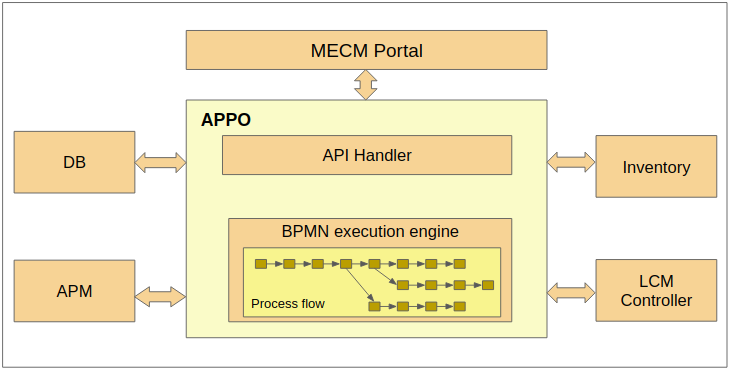 MECM Portal
APPO
API Handler
DB
Inventory
BPMN execution engine
Process flow
APM
LCM
Controller